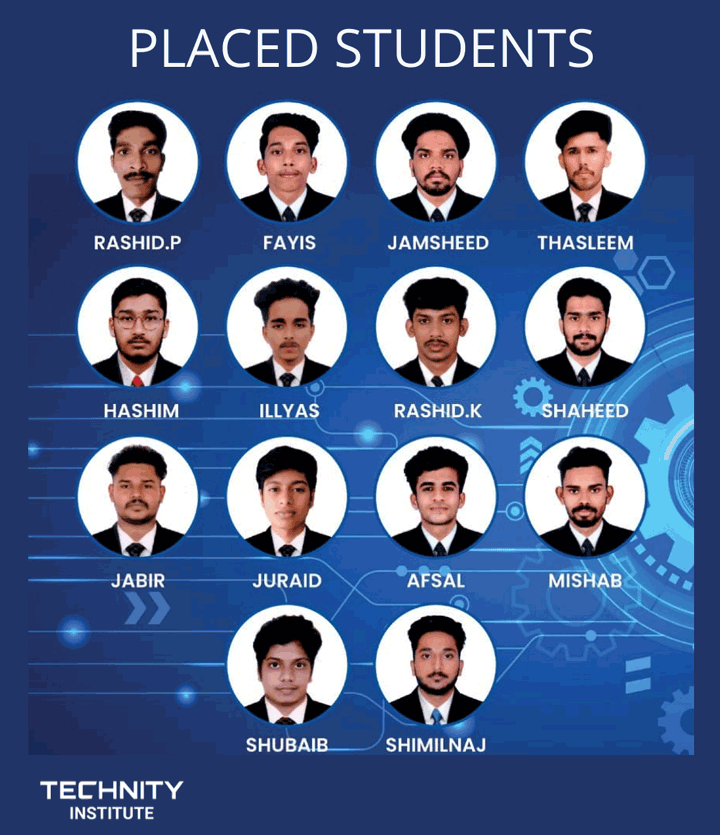 PLACED STUDENTS
RASHID.P FAYIS JAMSHEED THASLEEM
HASHIM ILLYAS RASHID.K SHAHEED
JABIR JURAID AFSAL MISHAB
SHUBAIB SHIMILNAJ
TECHNITY
INSTITUTE